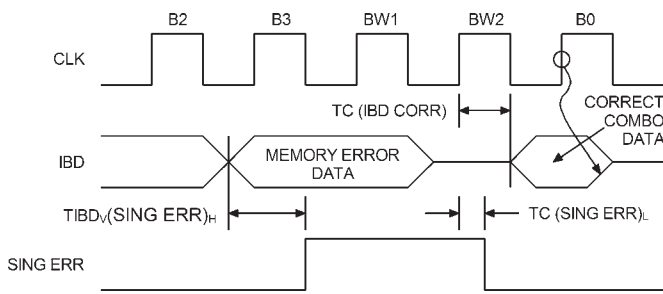 B2 B3 BW1 BW2 B0
CLK
TC (IBD CORR)
CORRECT
COMBO
DATA
IBD
MEMORY ERROR
DATA
TIBDV(SING ERR)H
TC (SING ERR)L
SING ERR